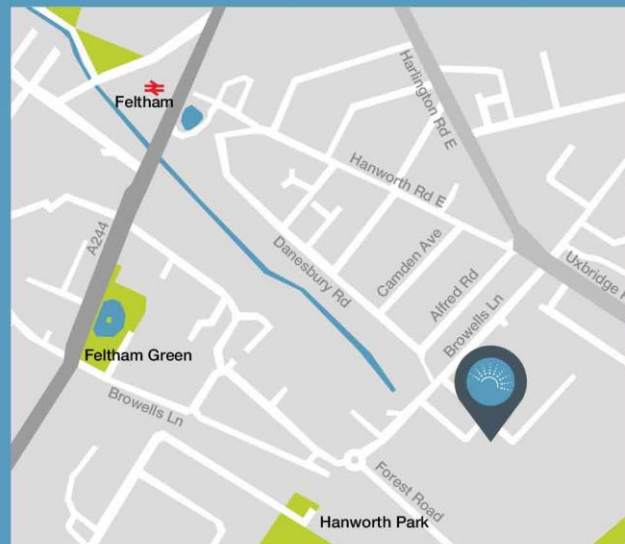 Feltham
Harlington Rd E
Hanworth Rd E
A244
Danesbury Rd
Camden Ave
Alfred Rd
Uxbridge
Browells Ln
Feltham Green
Browells Ln
Forest Road
Hanworth Park